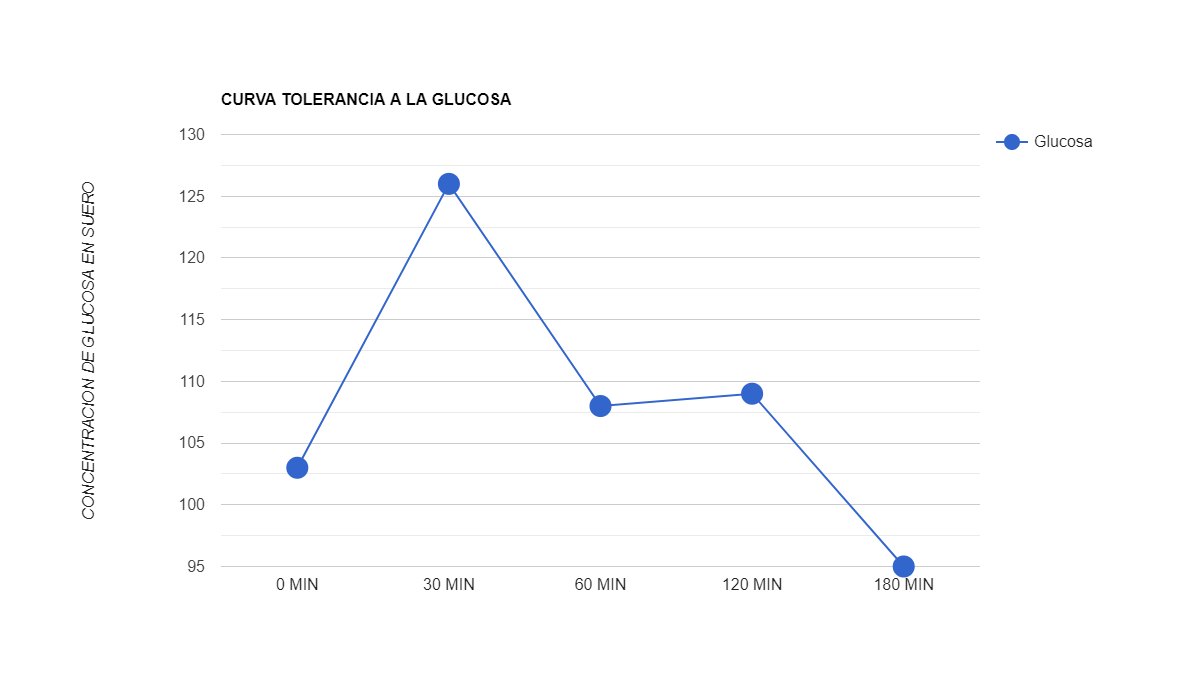 CURVA TOLERANCIA A LA GLUCOSA
130
125
120
115
110
105
100
95
CONCENTRACION DE GLUCOSA EN SUERO
0 MIN
30 MIN
60 MIN
120 MIN
180 MIN
Glucosa